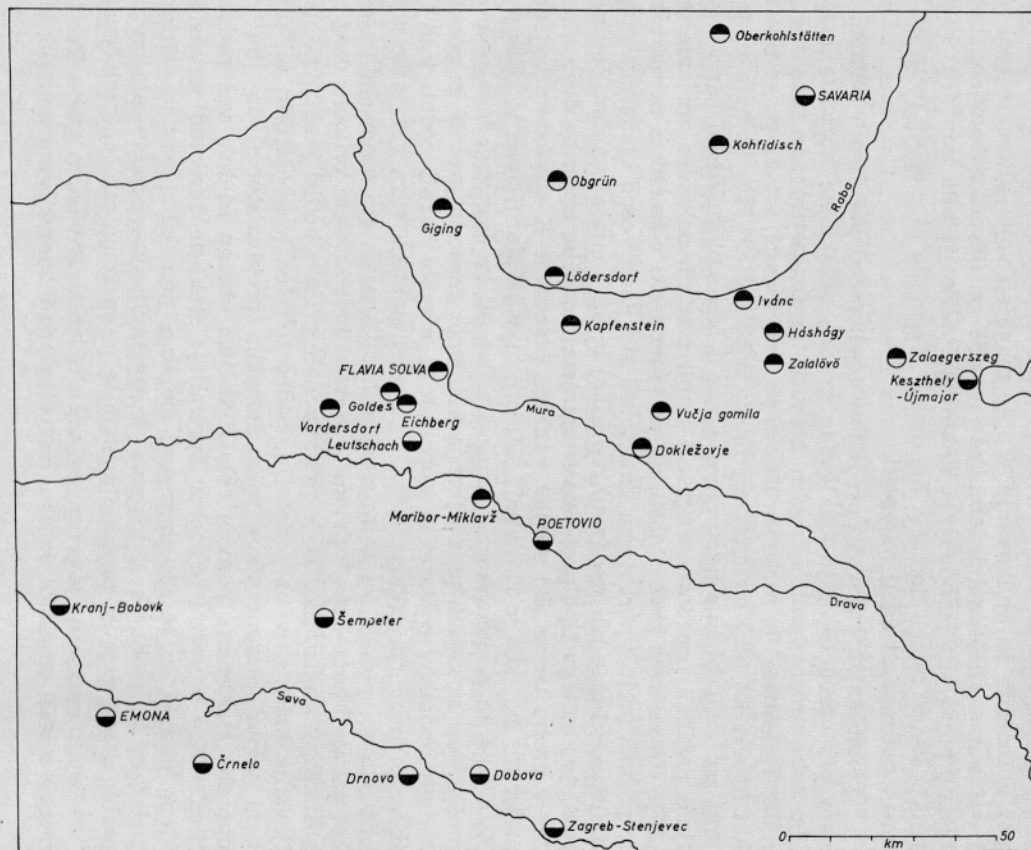 Oberkohlstätten
SAVARIA
Kohfidisch
Obgrün
Raba
Giging
Lödersdorf
Ivánc
Kapfenstein
Háshágy
Zalalövö
Zalaegerszeg
FLAVIA SOLVA
Keszthely
-Újmajor
Goldes
Eichberg
Mura
Vučja gomila
Vordersdorf
Leutschach
Dokležovje
Maribor-Miklavž
POETOVIO
Kranj-Bobovk
Šempeter
Drava
Sava
EMONA
Črnelo
Drnovo
Dobova
Zagreb-Stenjevec
0 50
km